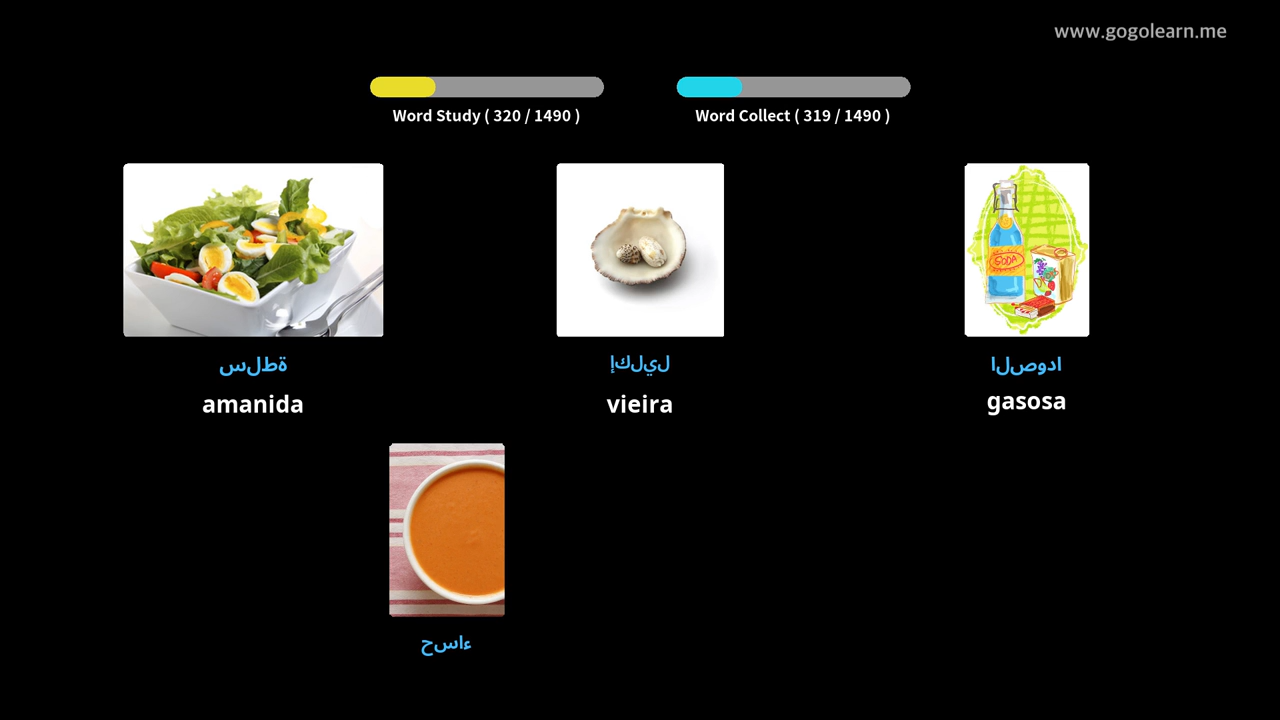 www.gogolearn.me
Word Study ( 320 / 1490 )
Word Collect ( 319 / 1490 )
SODA
سلطة
إكليل
الصودا
amanida
vieira
gasosa
حساء